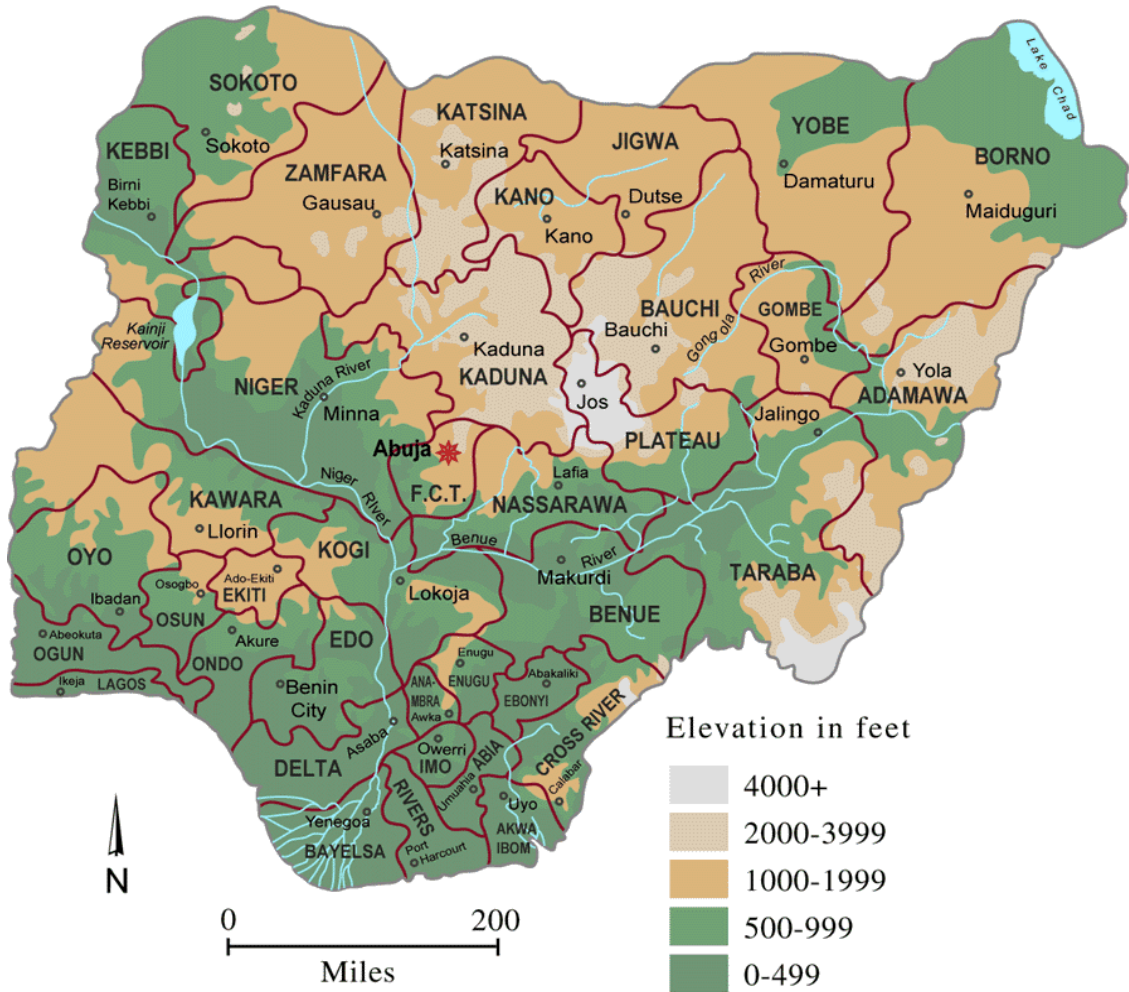 SOKOTO
Sokoto
KEBBI
Birni
Kebbi
ZAMFARA
Gausau
KATSINA
Katsina
KANO
Kano
JIGWA
Dutse
YOBE
Damaturu
BORNO
Maiduguri
Lake Chad
Kainji
Reservoir
NIGER
Kaduna River
Minna
Kaduna
KADUNA
BAUCHI
Bauchi
Gongola River
GOMBE
Gombe
Yola
ADAMAWA
Jos
PLATEAU
Jalingo
Abuja
F.C.T.
Lafia
NASSARAWA
Niger River
Benue River
KAWARA
Llorin
OYO
Ibadan
KOGI
Lokoja
Ado-Ekiti
EKITI
Osogbo
OSUN
Makurdi
BENUE
TARABA
Abeokuta
OGUN
Akure
ONDO
EDO
Ikeja
LAGOS
Benin
City
Enugu
ENUGU
ANA-
MBRA
Awka
Abakaliki
EBONYI
CROSS RIVER
Calabar
Asaba
DELTA
Owerri
IMO
ABIA
Umuahia
Uyo
AKWA
IBOM
RIVERS
Port
Harcourt
Yenegoa
BAYELSA
N
0 200
Miles
Elevation in feet
4000+
2000-3999
1000-1999
500-999
0-499